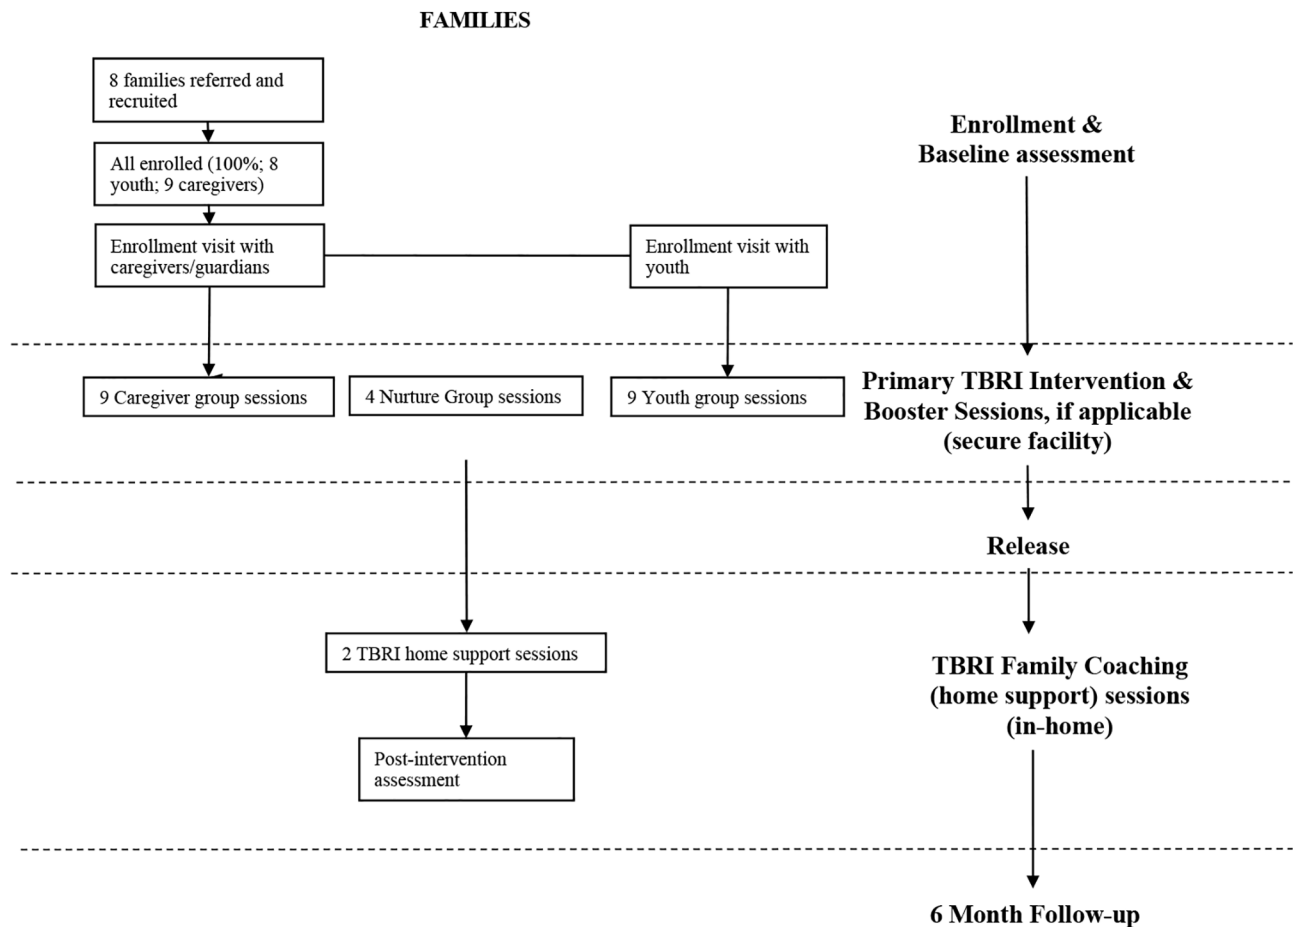 FAMILIES
8 families referred and
recruited
All enrolled (100%; 8
youth; 9 caregivers)
Enrollment visit with
caregivers/guardians
Enrollment visit with
youth
Enrollment &
Baseline assessment
9 Caregiver group sessions
4 Nurture Group sessions
9 Youth group sessions
Primary TBRI Intervention &
Booster Sessions, if applicable
(secure facility)
Release
2 TBRI home support sessions
Post-intervention
assessment
TBRI Family Coaching
(home support) sessions
(in-home)
6 Month Follow-up